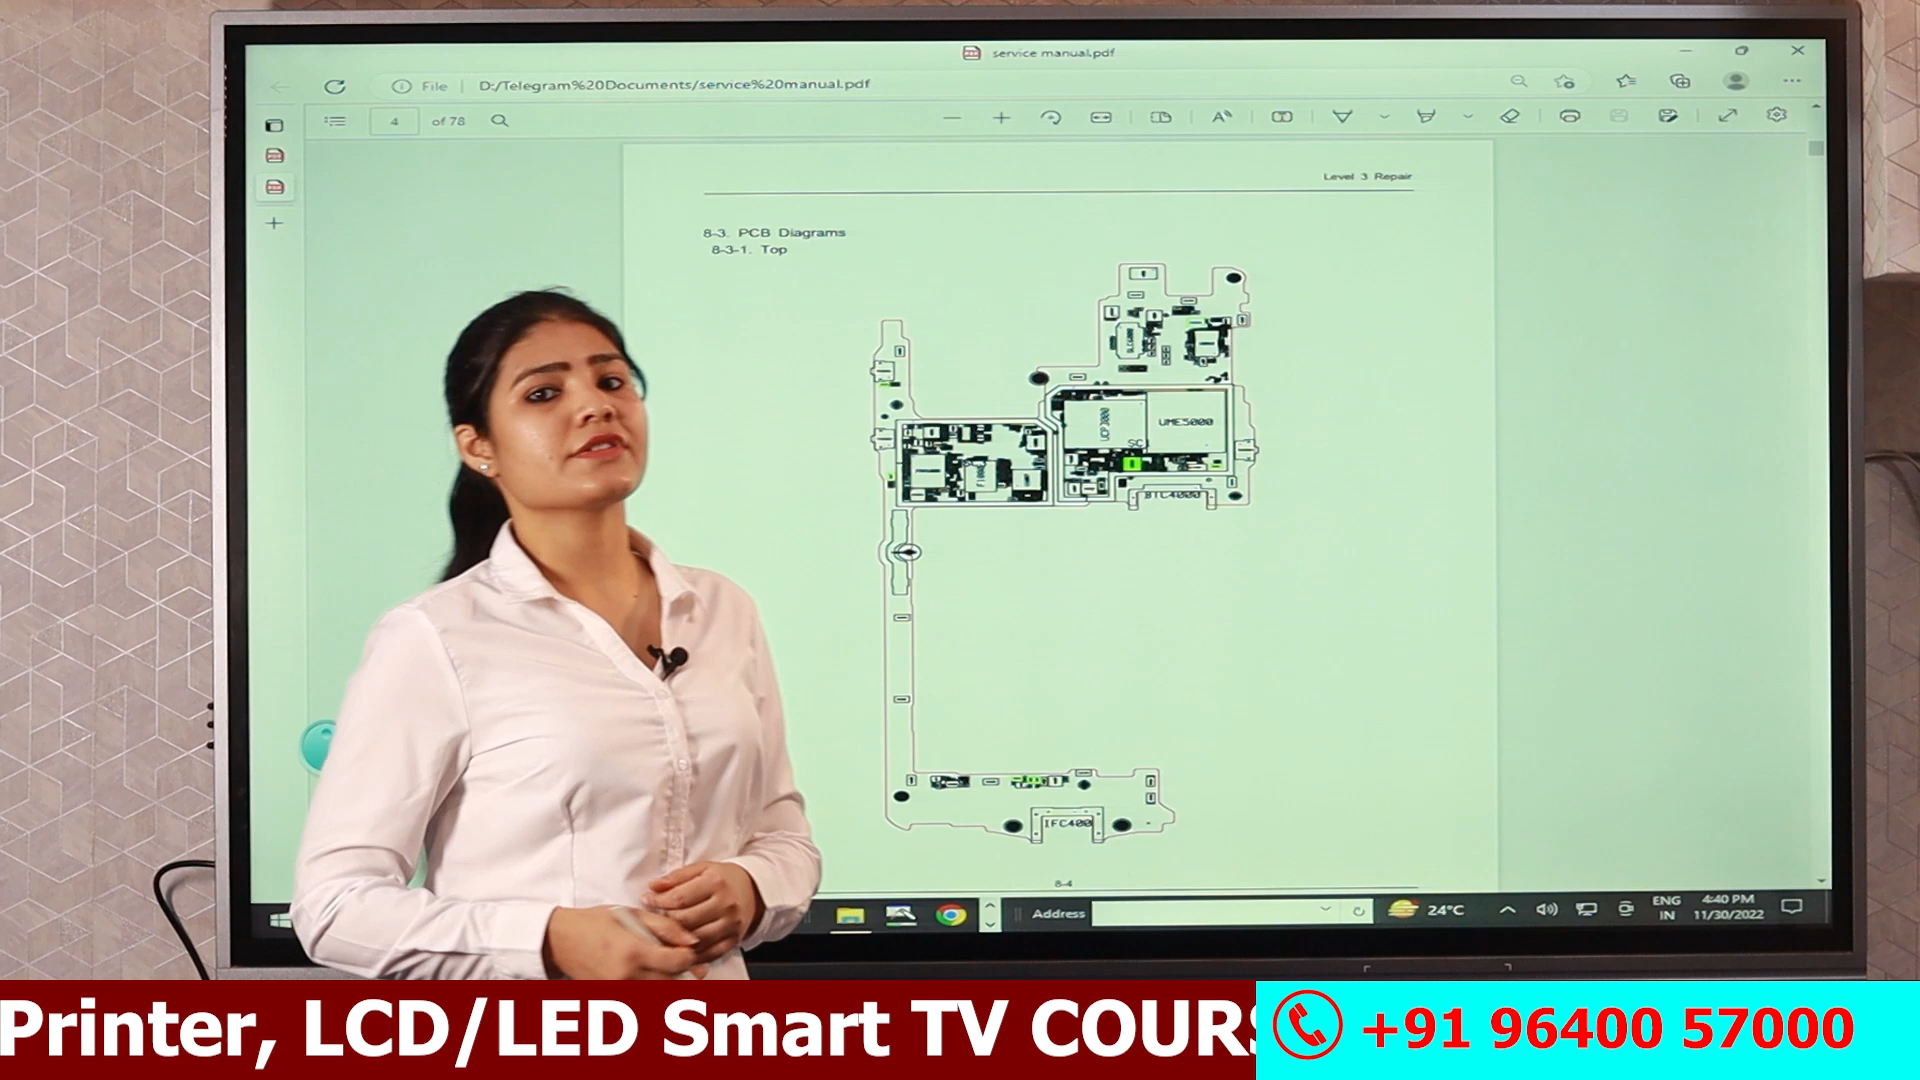 service manual.pdf
File D:/Telegram%20Documents/service%20manual.pdf
4 of 78
Level 3 Repair
8-3. PCB Diagrams
8-3-1. Top
UCP3000
UME5000
SC
BTC4000
IFC400
8-4
Address
24°C
ENG
IN
4:40 PM
11/30/2022
Printer, LCD/LED Smart TV COURS
+91 96400 57000